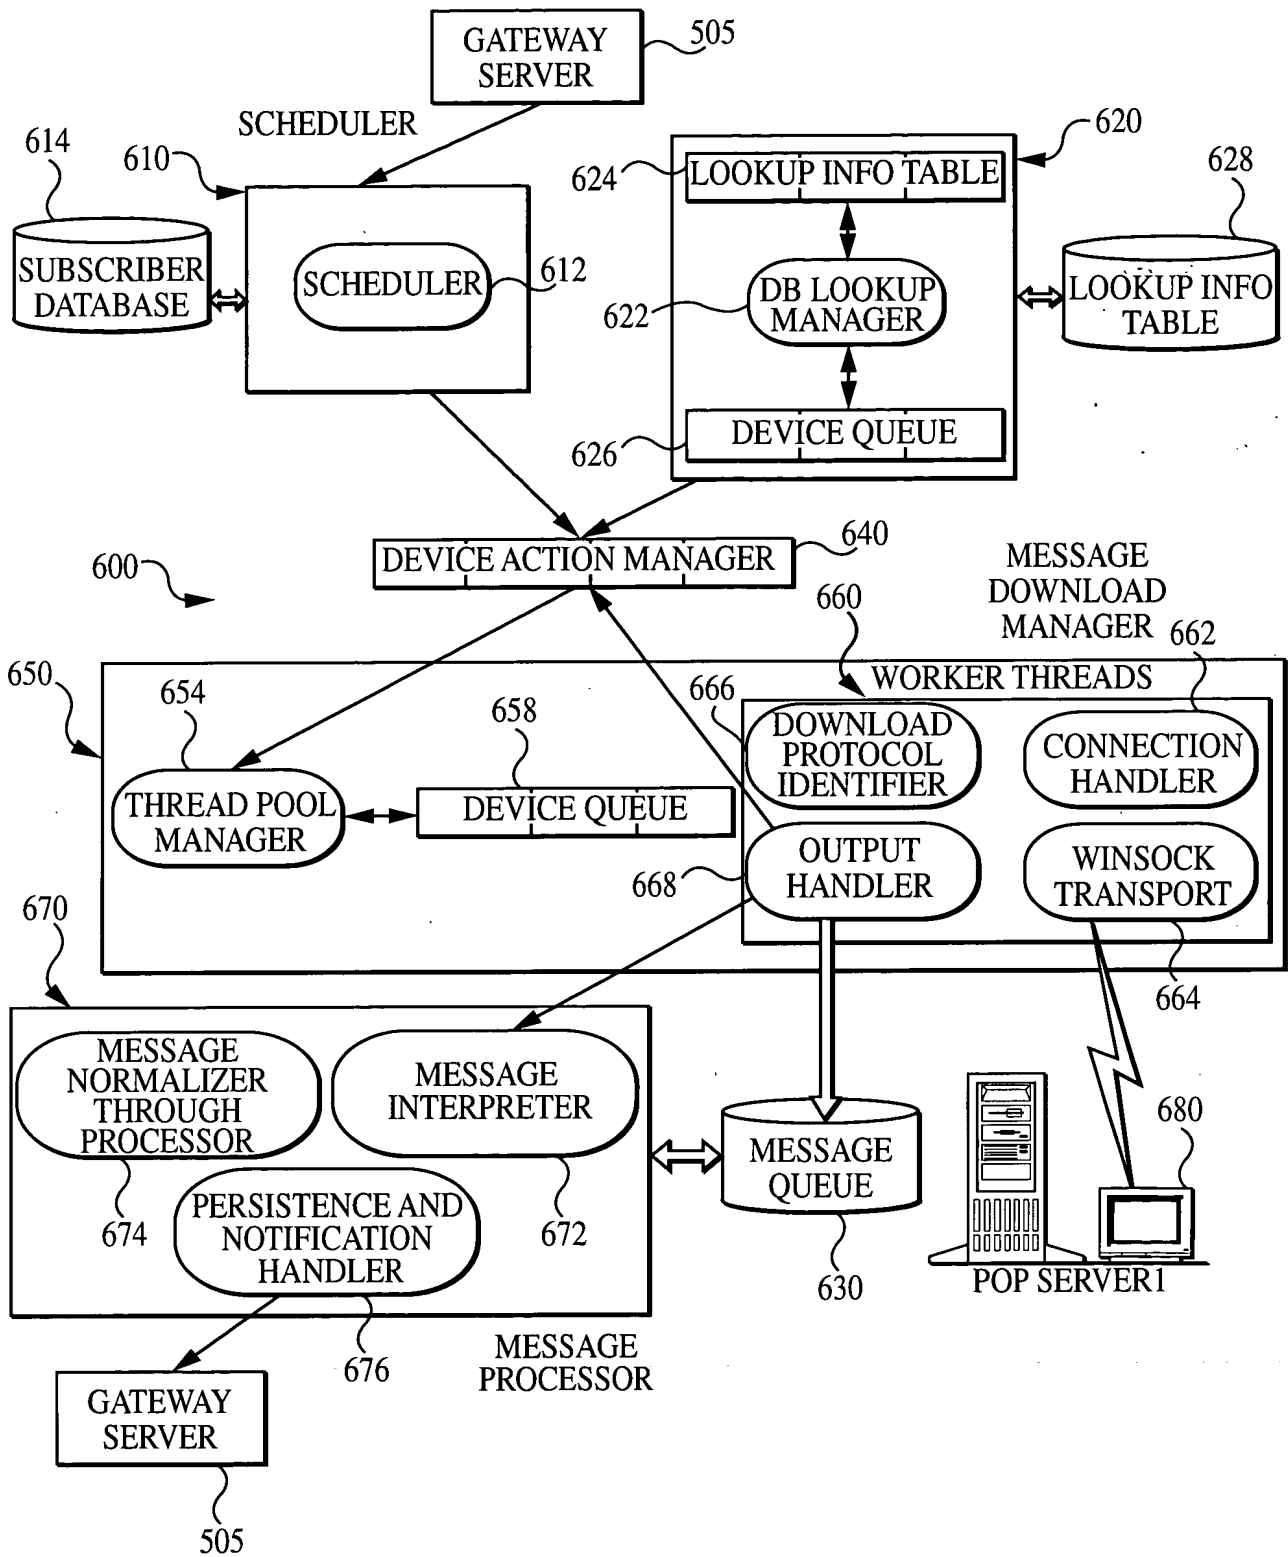 GATEWAY
SERVER
505
SCHEDULER
614
610
SUBSCRIBER
DATABASE
SCHEDULER
612
620
624
LOOKUP INFO TABLE
628
622
DB LOOKUP
MANAGER
LOOKUP INFO
TABLE
626
DEVICE QUEUE
600
DEVICE ACTION MANAGER
640
MESSAGE
DOWNLOAD
MANAGER
650
654
658
660
662
WORKER THREADS
666
DOWNLOAD
PROTOCOL
IDENTIFIER
CONNECTION
HANDLER
THREAD POOL
MANAGER
DEVICE QUEUE
668
OUTPUT
HANDLER
WINSOCK
TRANSPORT
664
670
MESSAGE
NORMALIZER
THROUGH
PROCESSOR
674
MESSAGE
INTERPRETER
672
PERSISTENCE AND
NOTIFICATION
HANDLER
676
MESSAGE
QUEUE
630
680
POP SERVER1
MESSAGE
PROCESSOR
GATEWAY
SERVER
505